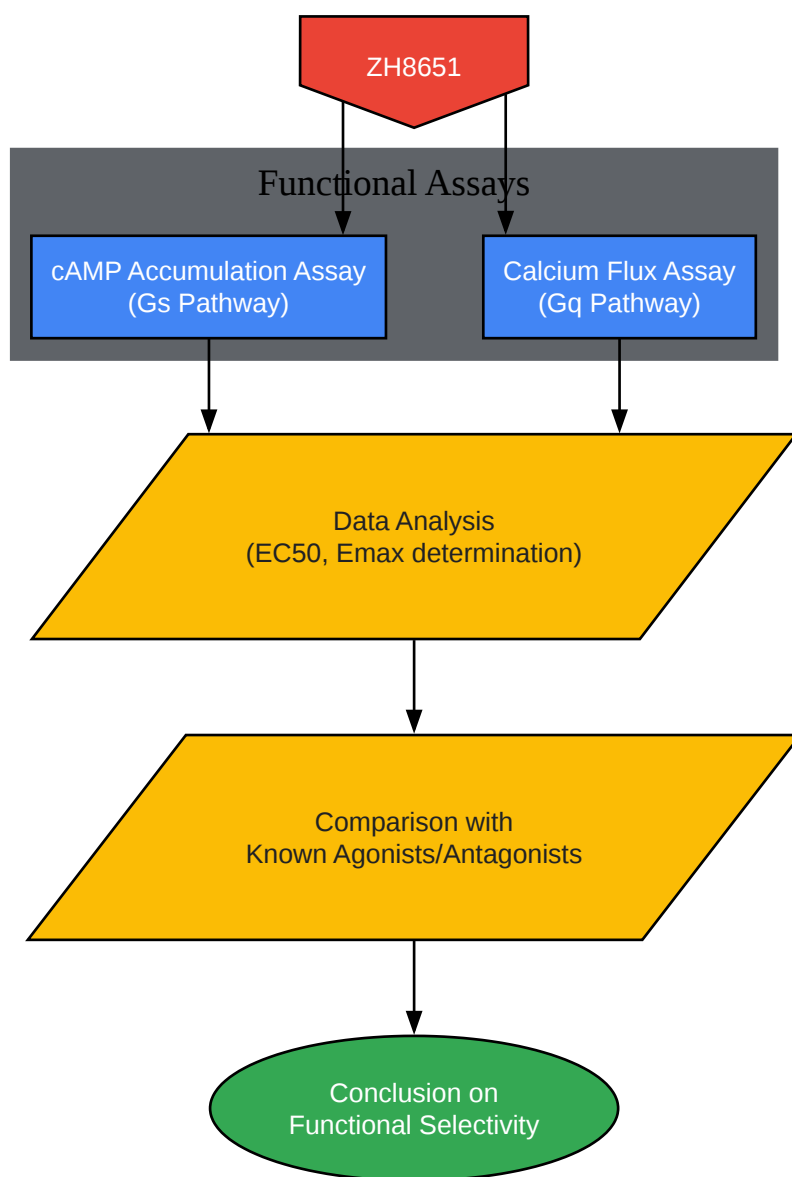 ZH8651
Functional Assays
cAMP Accumulation Assay
(Gs Pathway)
Calcium Flux Assay
(Gq Pathway)
Data Analysis
(EC50, Emax determination)
Comparison with
Known Agonists/Antagonists
Conclusion on
Functional Selectivity